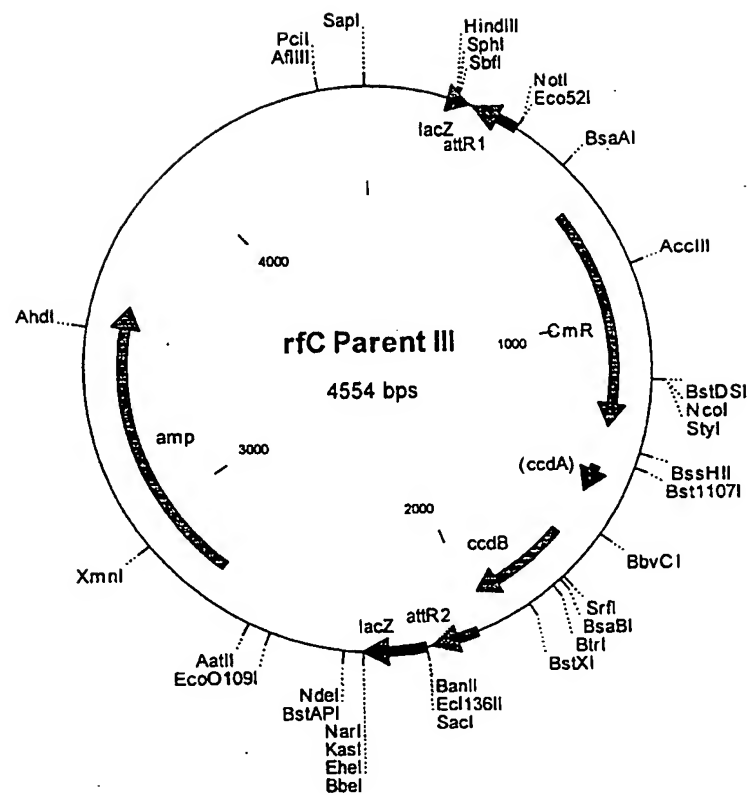 SapI
HindIII
SphI
SbfI
PciI
AflIII
NotI
Eco52I
lacZ
attR1
BsaAI
4000
AccIII
AhdI
rfC Parent III
4554 bps
1000
CmR
BstDSI
NcoI
StyI
amp
3000
(ccdA)
BssHII
Bst1107I
2000
ccdB
BbvCI
XmnI
SrfI
BsaBI
BtrI
BstXI
lacZ
attR2
AatII
EcoO109I
NdeI
BstAPI
BanII
Ecl136II
SacI
NarI
KasI
EheI
BbeI